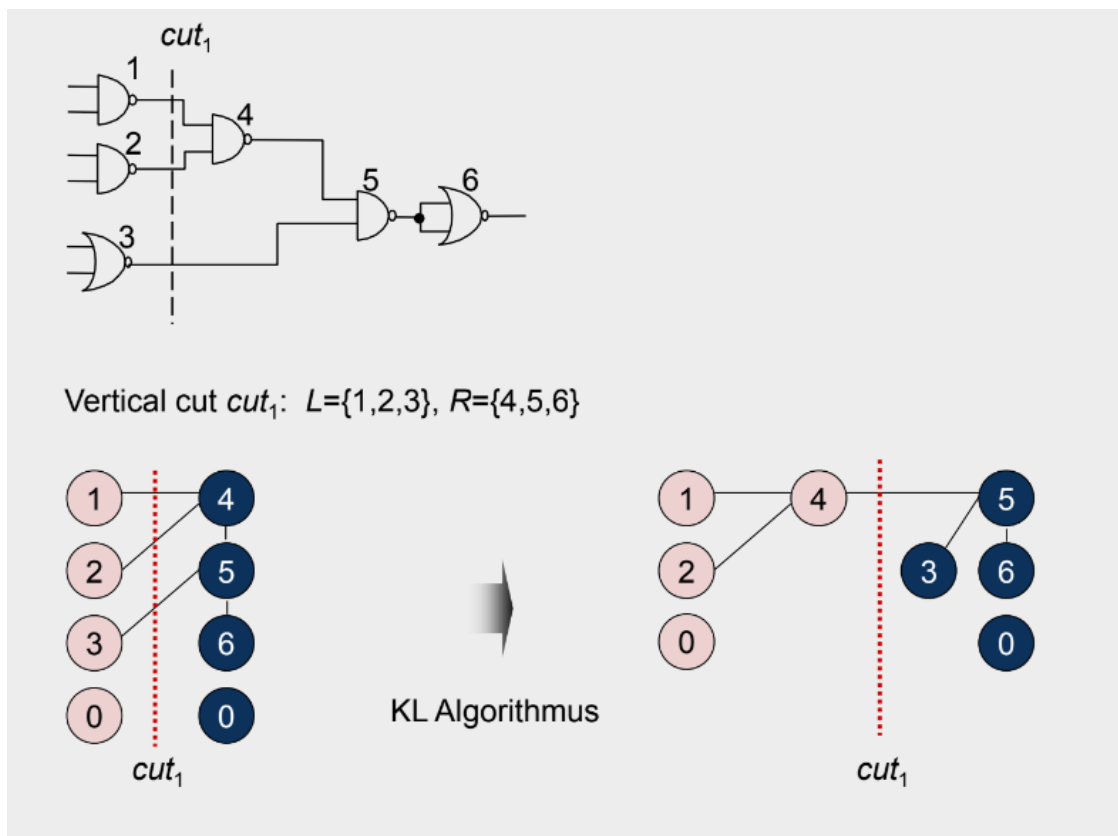 cut₁
1
4
2
5 6
3
Vertical cut cut₁: L={1,2,3}, R={4,5,6}
1 4 1 4 5
2 5 2 3 6
3 6 0 0
0 0 KL Algorithmus
cut₁ cut₁